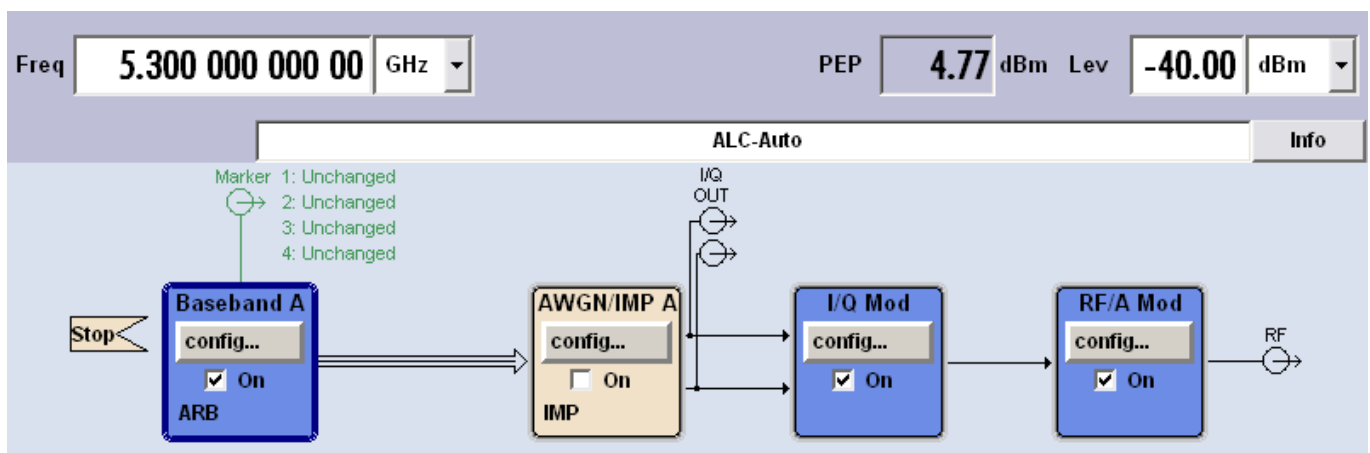 Freq 5.300 000 000 00 GHz PEP 4.77 dBm Lev -40.00 dBm
ALC-Auto Info
Marker 1: Unchanged
2: Unchanged
3: Unchanged
4: Unchanged
I/Q
OUT
Baseband A AWGN/IMP A I/Q Mod RF/A Mod
Stop config... config... config... config... RF
On On On On
ARB IMP